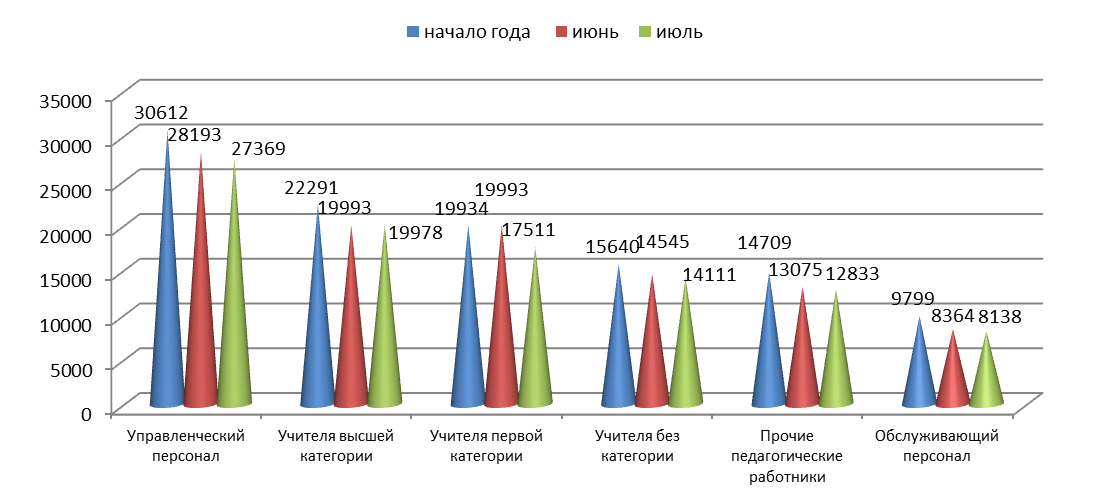 начало года июнь июль
35000
30000
25000
20000
15000
10000
5000
0
30612
28193
27369
22291
19993
19978
19934
19993
17511
15640
14545
14111
14709
13075
12833
9799
8364
8138
Управленческий
персонал
Учителя высшей
категории
Учителя первой
категории
Учителя без
категории
Прочие
педагогические
работники
Обслуживающий
персонал